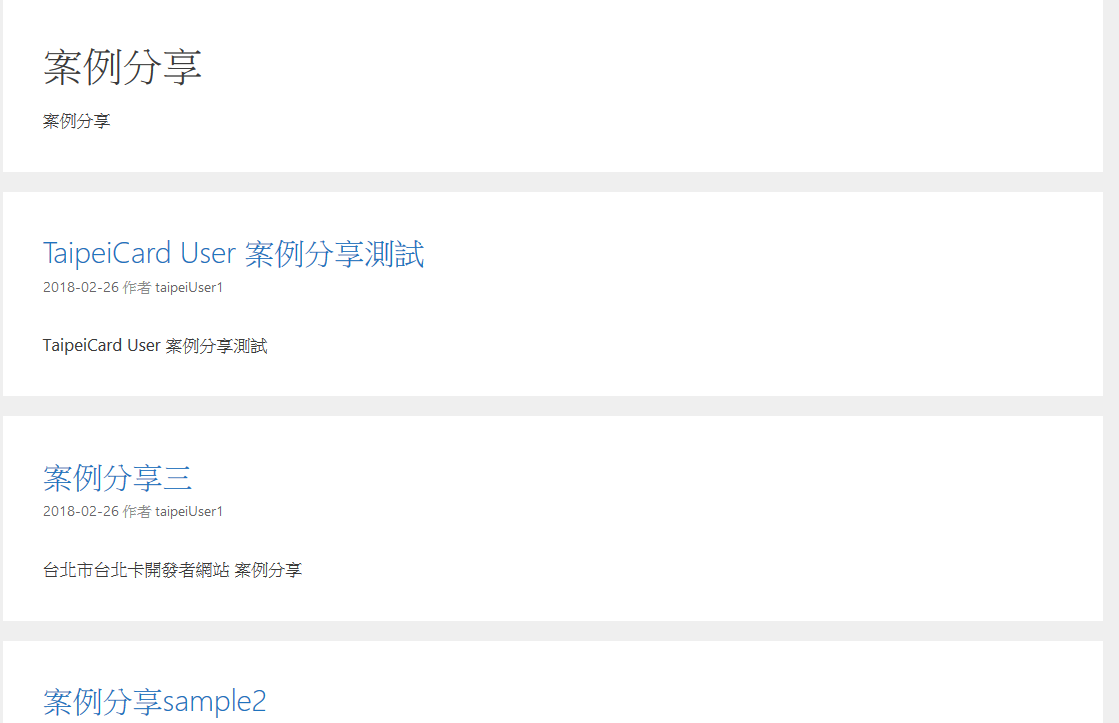 案例分享
案例分享
TaipeiCard User 案例分享測試
2018-02-26 作者 taipeiUser1
TaipeiCard User 案例分享測試
案例分享三
2018-02-26 作者 taipeiUser1
台北市台北卡開發者網站 案例分享
案例分享sample2